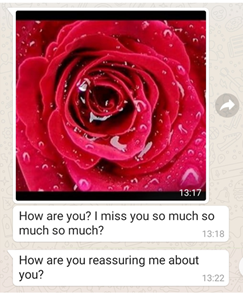 13:17
How are you? I miss you so much so
much so much?
13:18
How are you reassuring me about
you?
13:22